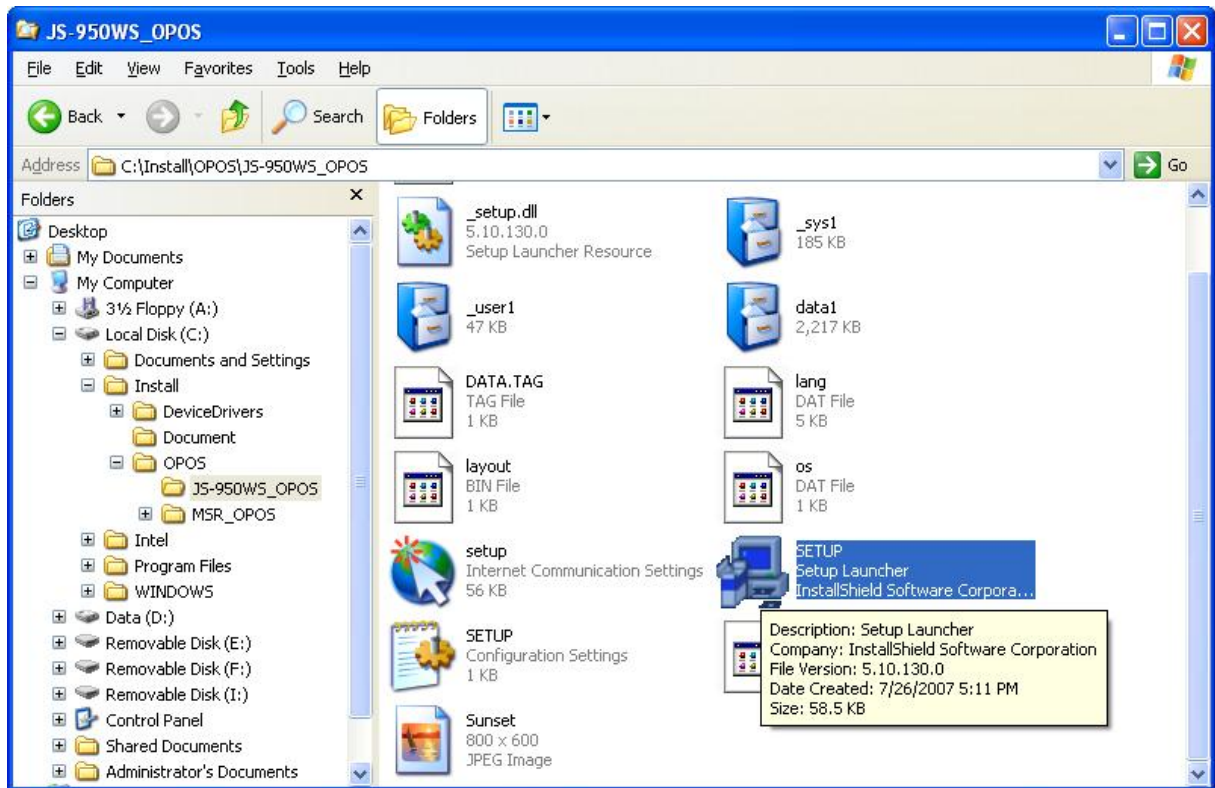 JS-950WS_OPOS
File Edit View Favorites Tools Help
Back Search Folders
Address C:\Install\OPOS\JS-950WS_OPOS Go
Folders
Desktop
My Documents
My Computer
3½ Floppy (A:)
Local Disk (C:)
Documents and Settings
Install
DeviceDrivers
Document
OPOS
JS-950WS_OPOS
MSR_OPOS
Intel
Program Files
WINDOWS
Data (D:)
Removable Disk (E:)
Removable Disk (F:)
Removable Disk (I:)
Control Panel
Shared Documents
Administrator's Documents
_setup.dll
5.10.130.0
Setup Launcher Resource
_sys1
185 KB
_user1
47 KB
data1
2,217 KB
DATA.TAG
TAG File
1 KB
lang
DAT File
5 KB
layout
BIN File
1 KB
os
DAT File
1 KB
setup
Internet Communication Settings
56 KB
SETUP
Setup Launcher
InstallShield Software Corpora...
SETUP
Configuration Settings
1 KB
Description: Setup Launcher
Company: InstallShield Software Corporation
File Version: 5.10.130.0
Date Created: 7/26/2007 5:11 PM
Size: 58.5 KB
Sunset
800 x 600
JPEG Image